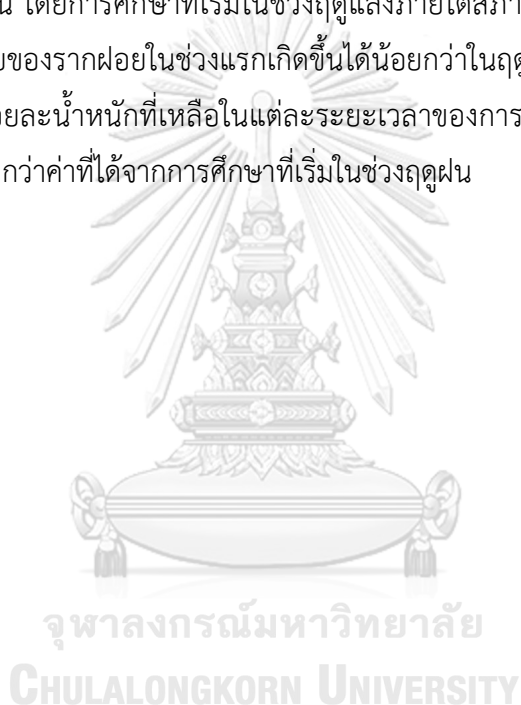 โดยการศึกษาที่เริ่มในช่วงฤดูแล้งภายใต้สภา
ของรากฝอยในช่วงแรกเกิดขึ้นได้น้อยกว่าในฤดู
ยละน้ำหนักที่เหลือในแต่ละระยะเวลาของการ
กว่าค่าที่ได้จากการศึกษาที่เริ่มในช่วงฤดูฝน
จุฬาลงกรณ์มหาวิทยาลัย
CHULALONGKORN UNIVERSITY